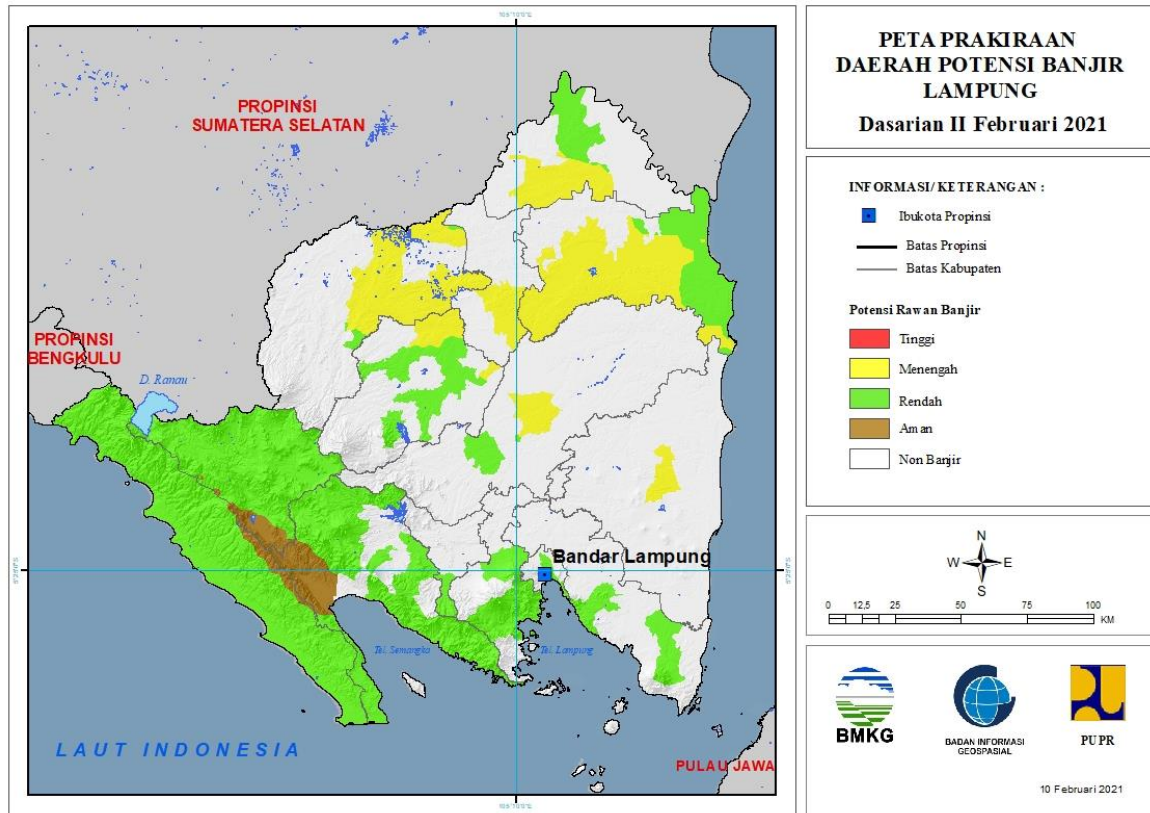 PROPINSI
SUMATERA SELATAN
PROPINSI
BENGKULU
D. Ranau
Bandar Lampung
Tel. Semangka
Tel. Lampung
LAUT INDONESIA
PULAU JAWA
PETA PRAKIRAAN
DAERAH POTENSI BANJIR
LAMPUNG
Dasarian II Februari 2021
INFORMASI/KETERANGAN :
Ibukota Propinsi
Batas Propinsi
Batas Kabupaten
Potensi Rawan Banjir
Tinggi
Menengah
Rendah
Aman
Non Banjir
N
W E
S
0 12,5 25 50 75 100
KM
BMKG
BADAN INFORMASI
GEOSPASIAL
PUPR
10 Februari 2021